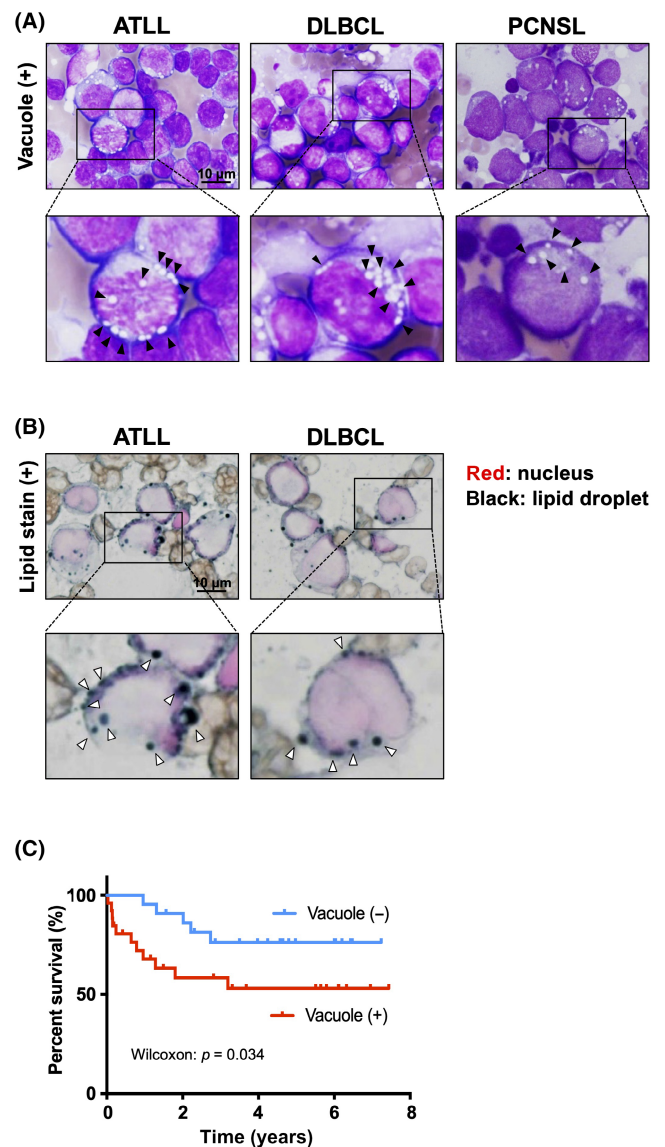 (A)
ATLL DLBCL PCNSL
Vacuole (+)
10 µm
(B)
ATLL DLBCL
Lipid stain (+)
Red: nucleus
Black: lipid droplet
10 µm
(C)
100
50
0
Percent survival (%)
Vacuole (–)
Vacuole (+)
Wilcoxon: p = 0.034
0 2 4 6 8
Time (years)